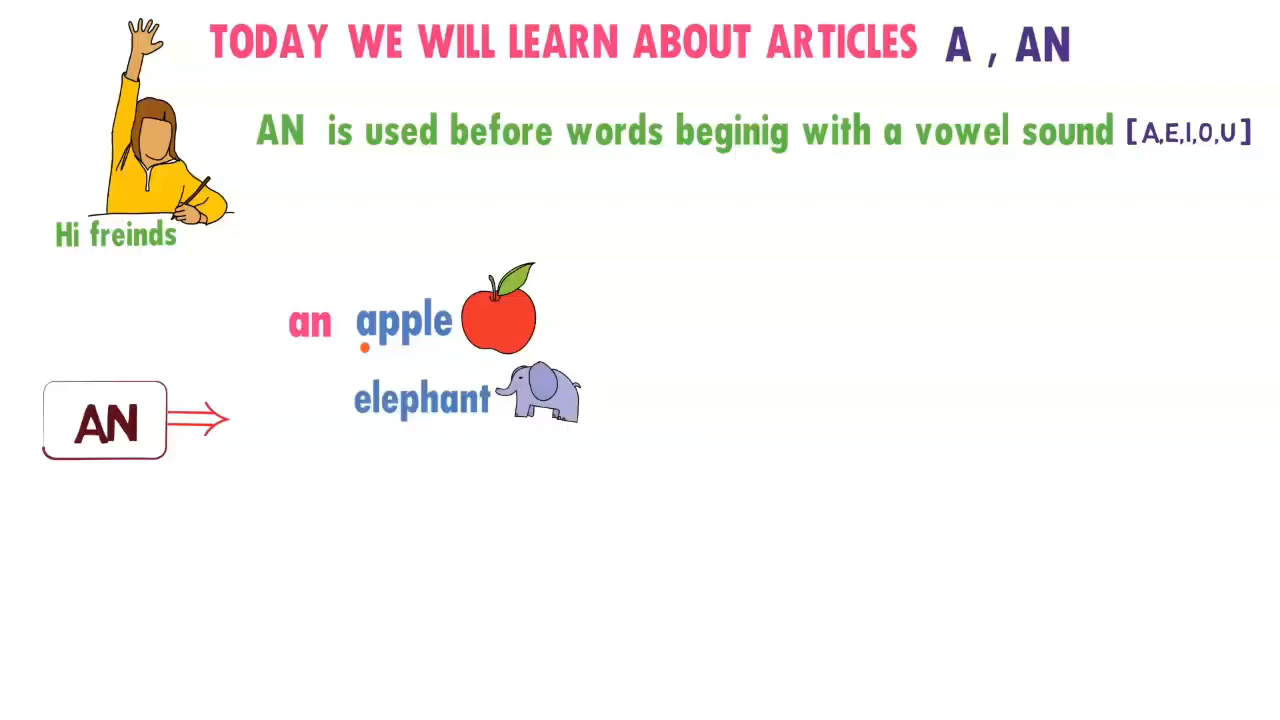 TODAY WE WILL LEARN ABOUT ARTICLES A , AN
AN is used before words beginig with a vowel sound [A,E,I,O,U]
Hi freinds
an apple
elephant
AN